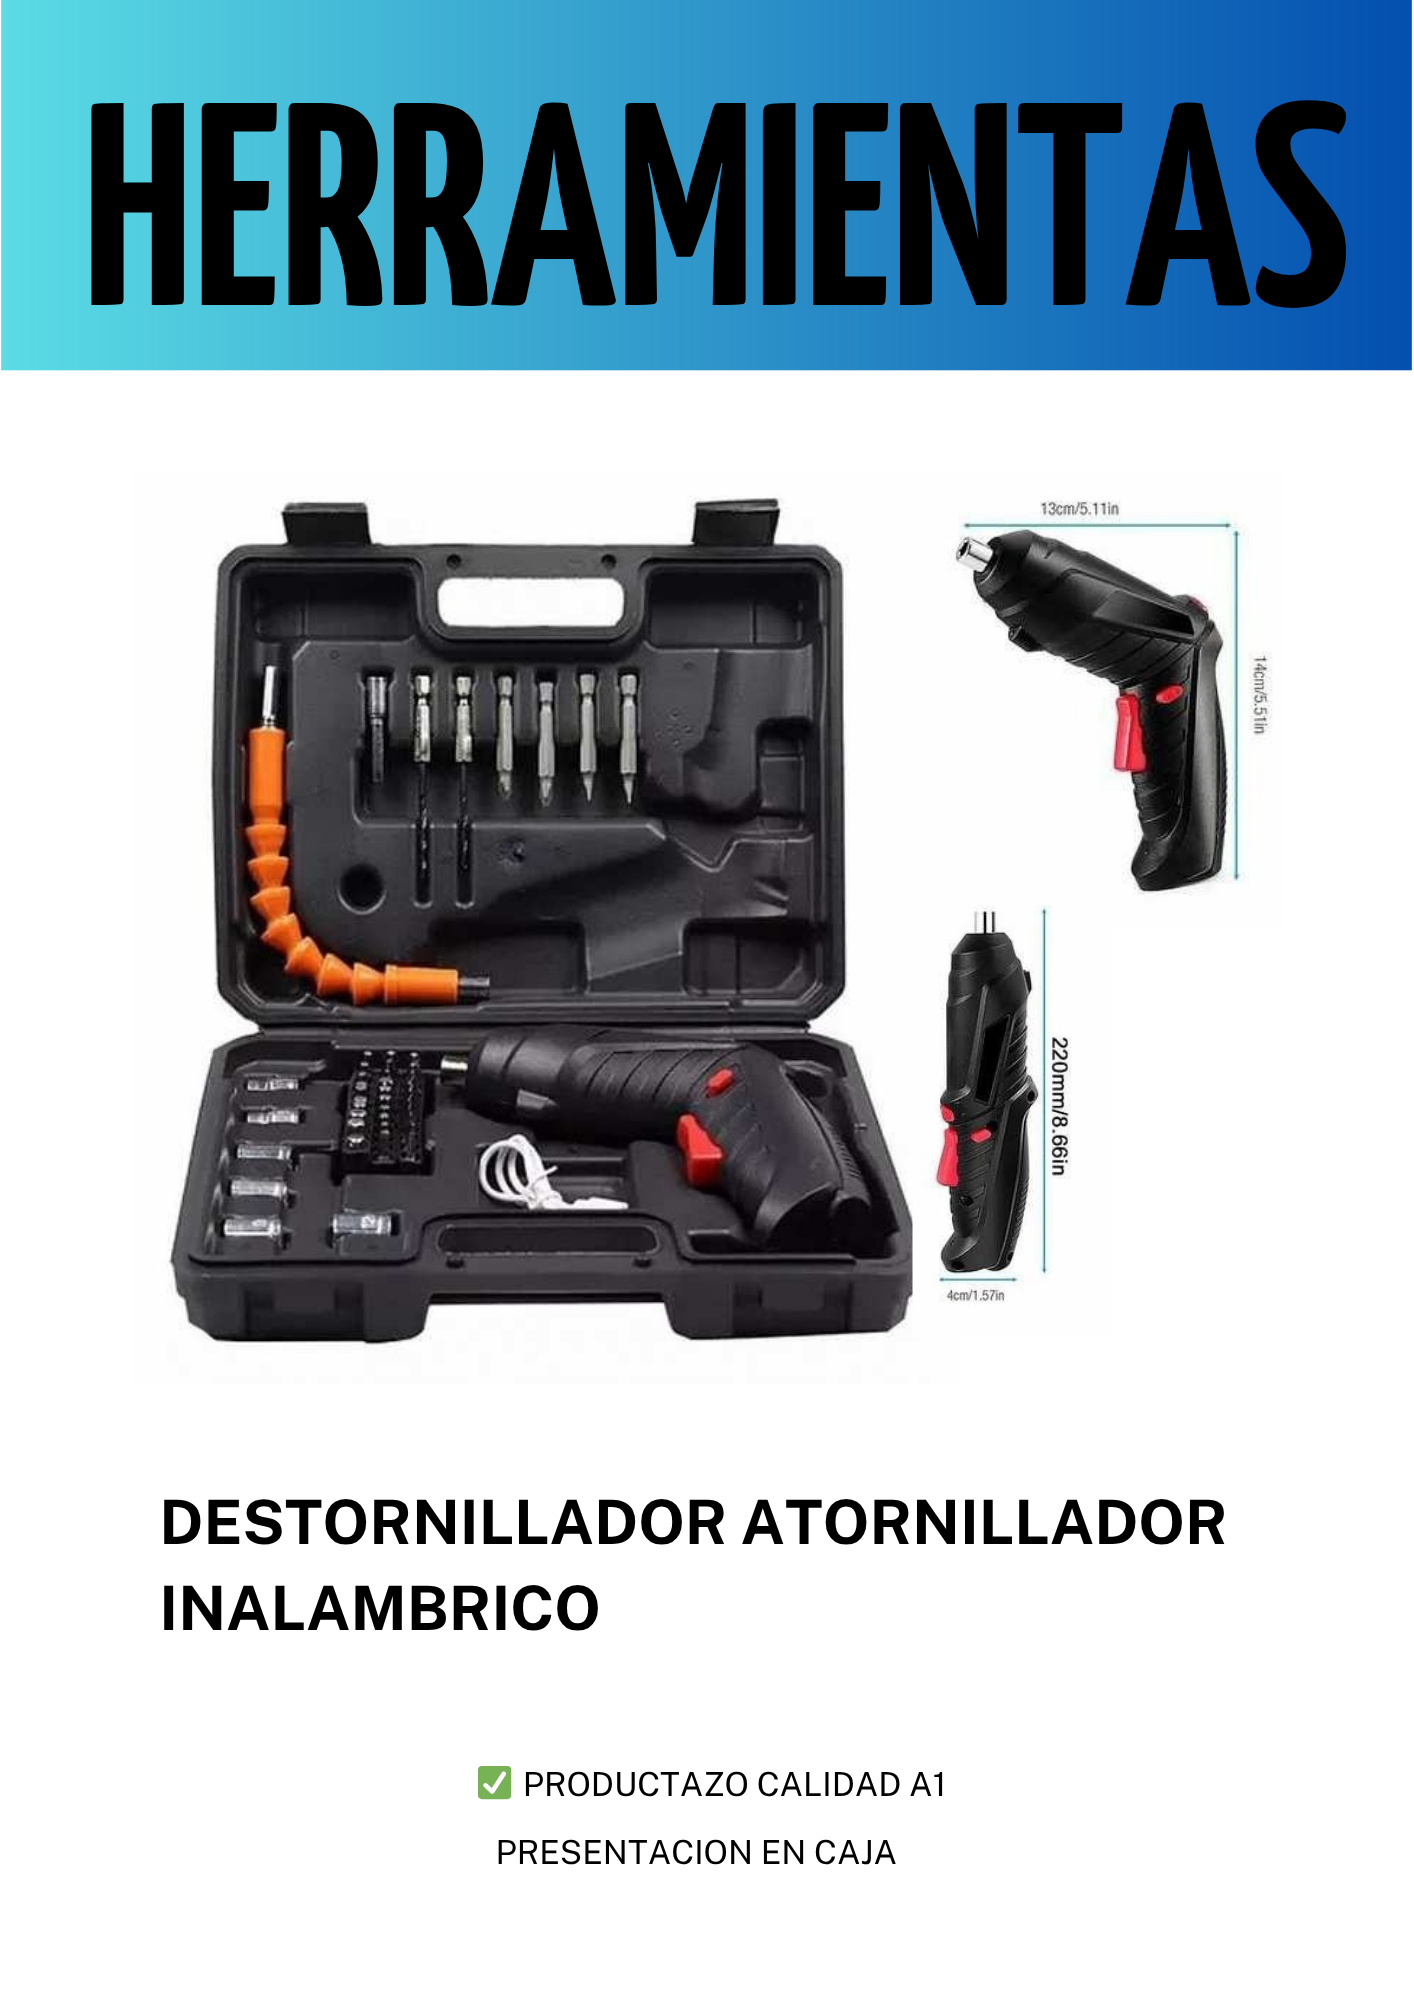 HERRAMIENTAS
13cm/5.11in
14cm/5.51in
220mm/8.66in
4cm/1.57in
DESTORNILLADOR ATORNILLADOR
INALAMBRICO
✅ PRODUCTAZO CALIDAD A1
PRESENTACION EN CAJA